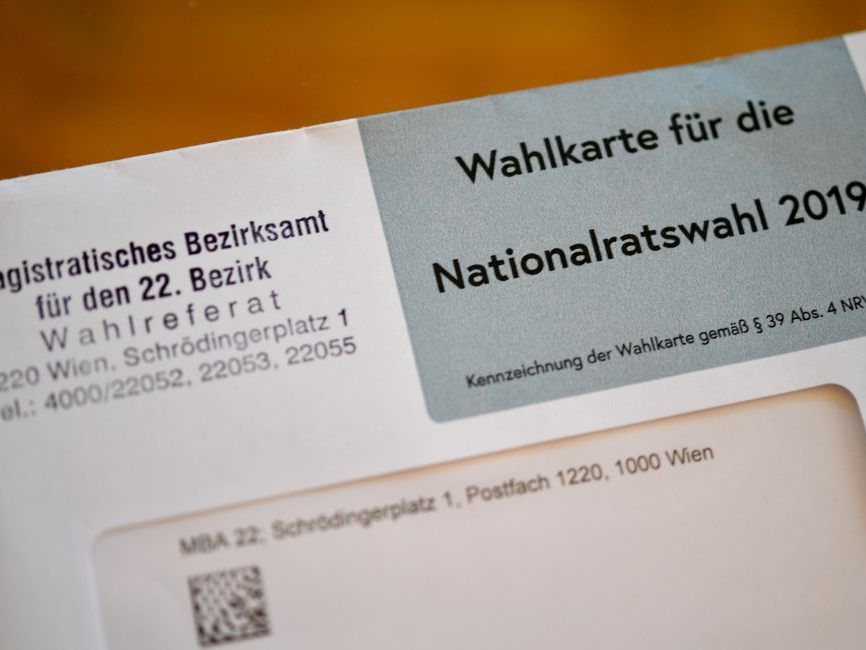 agistratisches Bezirksamt
für den 22. Bezirk
Wahlreferat
220 Wien, Schrödingerplatz 1
el.: 4000/22052, 22053, 22055
Wahlkarte für die
Nationalratswahl 2019
Kennzeichnung der Wahlkarte gemäß § 39 Abs. 4 NRW
MBA 22; Schrödingerplatz 1, Postfach 1220, 1000 Wien